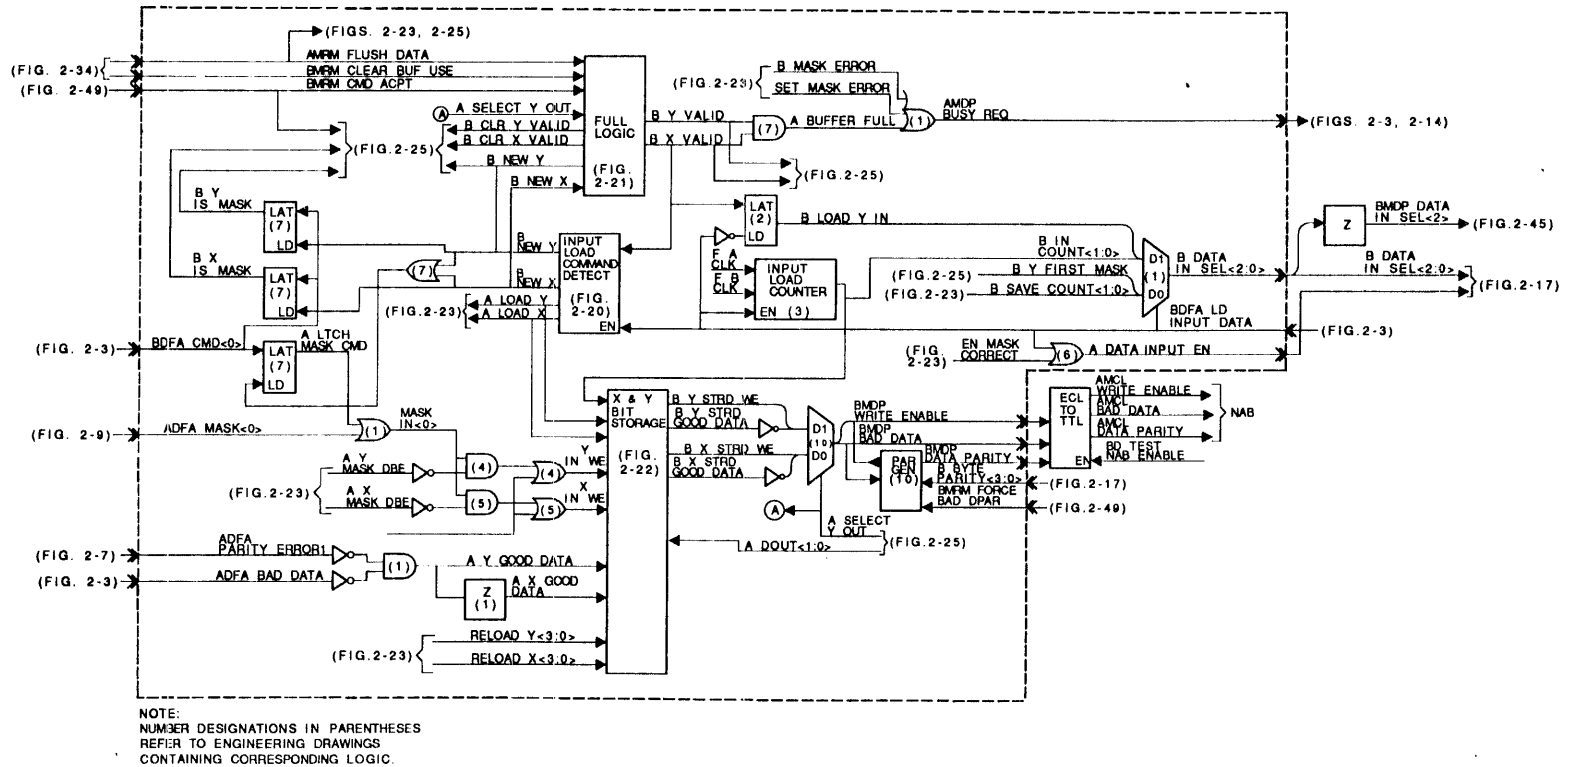 (FIGS. 2-23, 2-25)
(FIG. 2-34)
AMRM FLUSH DATA
BMRM CLEAR BUF USE
(FIG. 2-49)
BMRM CMD ACPT
A
A SELECT Y OUT
B CLR Y VALID
B CLR X VALID
(FIG.2-25)
(FIG.2-25)
B NEW Y
B NEW X
FULL
LOGIC
(FIG.
2-21)
B Y VALID
B X VALID
(7)
A BUFFER FULL
(FIG.2-23)
B MASK ERROR
SET MASK ERROR
(1)
AMDP
BUSY REQ
(FIGS. 2-3, 2-14)
(FIG.2-25)
B Y
IS MASK
LAT
(7)
LD
B X
IS MASK
LAT
(7)
LD
(7)
B
NEW Y
B
NEW X
A LOAD Y
A LOAD X
(FIG.2-23)
INPUT
LOAD
COMMAND
DETECT
(FIG.
2-20)
EN
LAT
(2)
LD
B LOAD Y IN
F A
CLK
F B
CLK
INPUT
LOAD
COUNTER
EN (3)
B IN
COUNT<1:0>
(FIG.2-25)
B Y FIRST MASK
(FIG.2-23)
B SAVE COUNT<1:0>
D1
(1)
D0
B DATA
IN SEL<2:0>
Z
BMDP DATA
IN SEL<2>
(FIG.2-45)
B DATA
IN SEL<2:0>
(FIG.2-17)
BDFA LD
INPUT DATA
(FIG.2-3)
(FIG.
2-23)
EN MASK
CORRECT
(6)
A DATA INPUT EN
(FIG. 2-3)
BDFA CMD<0>
LAT
(7)
LD
A LTCH
MASK CMD
(FIG. 2-9)
ADFA MASK<0>
(1)
MASK
IN<0>
A Y
MASK DBE
A X
MASK DBE
(FIG.2-23)
(4)
(5)
(4)
(5)
Y
IN WE
X
IN WE
X & Y
BIT
STORAGE
(FIG.
2-22)
B Y STRD WE
B Y STRD
GOOD DATA
B X STRD WE
B X STRD
GOOD DATA
D1
(10)
D0
BMDP
WRITE ENABLE
BMDP
BAD DATA
BMDP
DATA PARITY
PAR
GEN
(10)
B BYTE
PARITY<3:0>
(FIG.2-17)
BMRM FORCE
BAD DPAR
(FIG.2-49)
ECL
TO
TTL
EN
AMCL
WRITE ENABLE
AMCL
BAD DATA
AMCL
DATA PARITY
NAB
BD TEST
NAB ENABLE
A
A SELECT
Y OUT
A DOUT<1:0>
(FIG.2-25)
(FIG. 2-7)
ADFA
PARITY ERROR1
(FIG. 2-3)
ADFA BAD DATA
(1)
A Y GOOD DATA
Z
(1)
A X GOOD
DATA
(FIG.2-23)
RELOAD Y<3:0>
RELOAD X<3:0>
NOTE:
NUMBER DESIGNATIONS IN PARENTHESES
REFER TO ENGINEERING DRAWINGS
CONTAINING CORRESPONDING LOGIC.